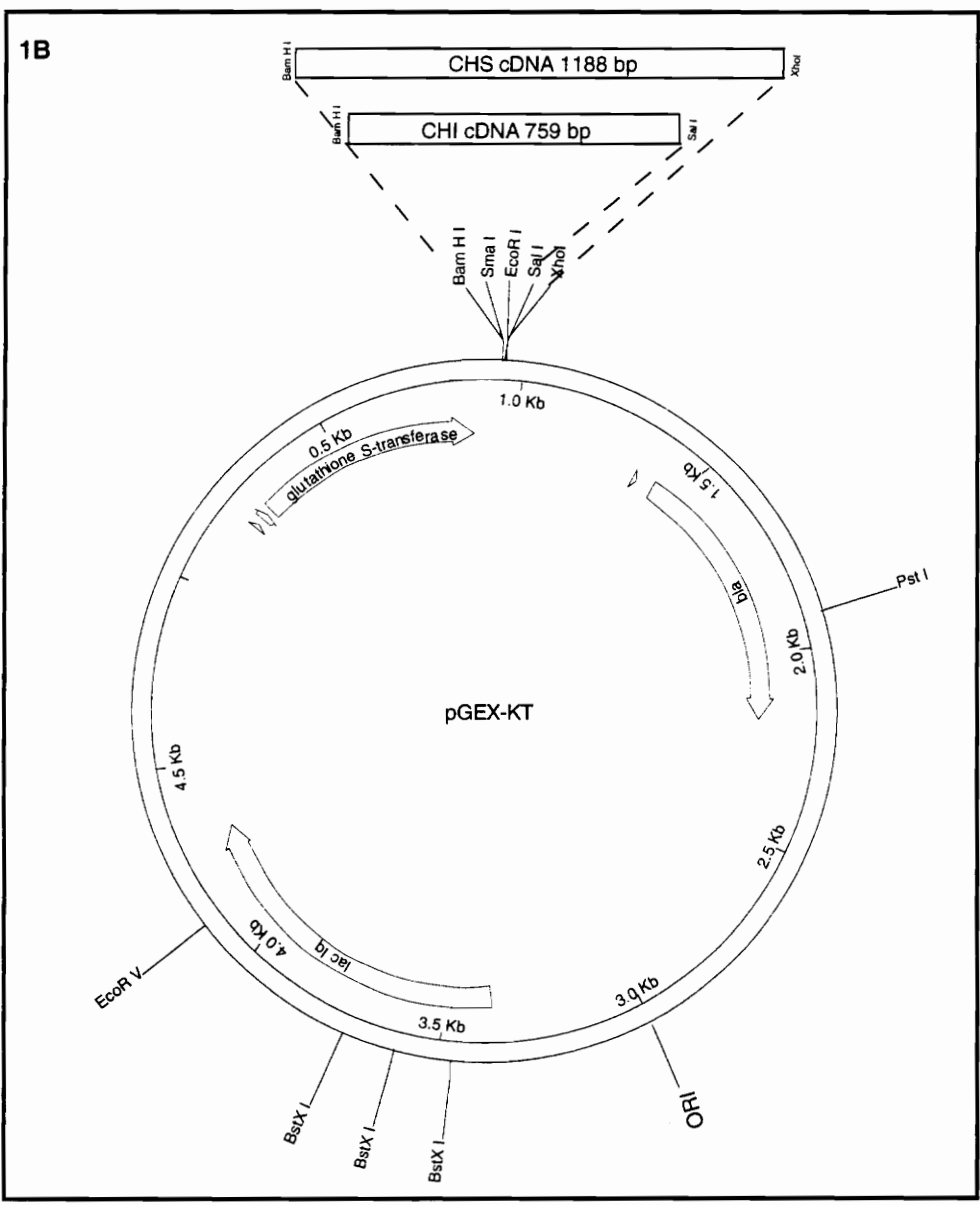 1B
Bam H I
CHS cDNA 1188 bp
XhoI
Bam H I
CHI cDNA 759 bp
Sal I
Bam H I
Sma I
EcoR I
Sal I
XhoI
1.0 Kb
0.5 Kb
glutathione S-transferase
1.5 Kb
bla
Pst I
2.0 Kb
pGEX-KT
4.5 Kb
2.5 Kb
4.0 Kb
lac Iq
EcoR V
3.0 Kb
3.5 Kb
ORI
BstX I
BstX I
BstX I